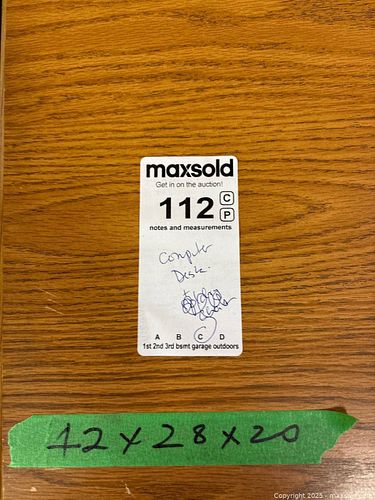 maxsold
Get in on the auction!
112 C
P
notes and measurements
Computer
Desk.
A B C D
1st 2nd 3rd bsmt garage outdoors
42 x 28 x 20
Copyright 2025 - maxsold